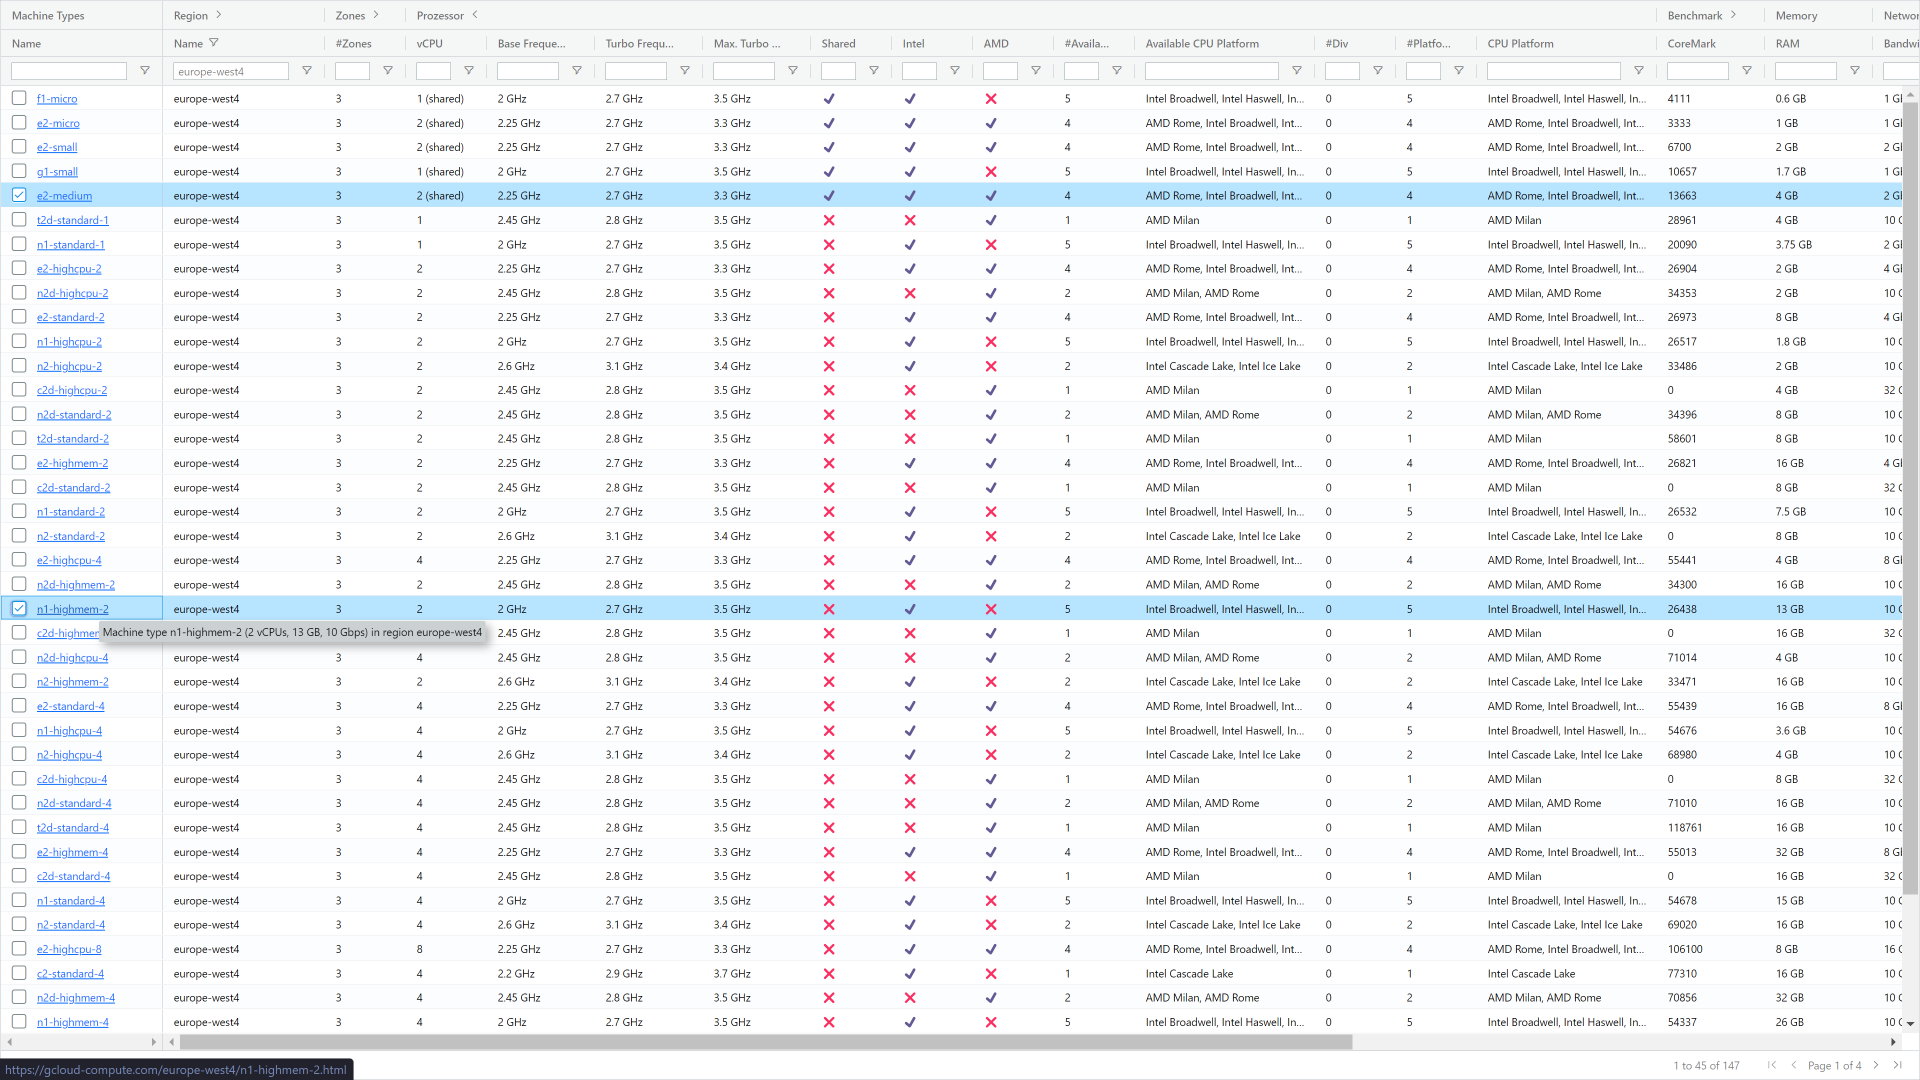 Machine Types Region Zones Prozessor Benchmark Memory Networ
Name Name #Zones vCPU Base Freque... Turbo Frequ... Max. Turbo ... Shared Intel AMD #Availa... Available CPU Platform #Div #Platfo... CPU Platform CoreMark RAM Bandwi
europe-west4
f1-micro europe-west4 3 1 (shared) 2 GHz 2.7 GHz 3.5 GHz 5 Intel Broadwell, Intel Haswell, In... 0 5 Intel Broadwell, Intel Haswell, In... 4111 0.6 GB 1 G
e2-micro europe-west4 3 2 (shared) 2.25 GHz 2.7 GHz 3.3 GHz 4 AMD Rome, Intel Broadwell, Int... 0 4 AMD Rome, Intel Broadwell, Int... 3333 1 GB 1 G
e2-small europe-west4 3 2 (shared) 2.25 GHz 2.7 GHz 3.3 GHz 4 AMD Rome, Intel Broadwell, Int... 0 4 AMD Rome, Intel Broadwell, Int... 6700 2 GB 2 G
g1-small europe-west4 3 1 (shared) 2 GHz 2.7 GHz 3.5 GHz 5 Intel Broadwell, Intel Haswell, In... 0 5 Intel Broadwell, Intel Haswell, In... 10657 1.7 GB 1 G
e2-medium europe-west4 3 2 (shared) 2.25 GHz 2.7 GHz 3.3 GHz 4 AMD Rome, Intel Broadwell, Int... 0 4 AMD Rome, Intel Broadwell, Int... 13663 4 GB 2 G
t2d-standard-1 europe-west4 3 1 2.45 GHz 2.8 GHz 3.5 GHz 1 AMD Milan 0 1 AMD Milan 28961 4 GB 10
n1-standard-1 europe-west4 3 1 2 GHz 2.7 GHz 3.5 GHz 5 Intel Broadwell, Intel Haswell, In... 0 5 Intel Broadwell, Intel Haswell, In... 20090 3.75 GB 2 G
e2-highcpu-2 europe-west4 3 2 2.25 GHz 2.7 GHz 3.3 GHz 4 AMD Rome, Intel Broadwell, Int... 0 4 AMD Rome, Intel Broadwell, Int... 26904 2 GB 4 G
n2d-highcpu-2 europe-west4 3 2 2.45 GHz 2.8 GHz 3.5 GHz 2 AMD Milan, AMD Rome 0 2 AMD Milan, AMD Rome 34353 2 GB 10
e2-standard-2 europe-west4 3 2 2.25 GHz 2.7 GHz 3.3 GHz 4 AMD Rome, Intel Broadwell, Int... 0 4 AMD Rome, Intel Broadwell, Int... 26973 8 GB 4 G
n1-highcpu-2 europe-west4 3 2 2 GHz 2.7 GHz 3.5 GHz 5 Intel Broadwell, Intel Haswell, In... 0 5 Intel Broadwell, Intel Haswell, In... 26517 1.8 GB 10
n2-highcpu-2 europe-west4 3 2 2.6 GHz 3.1 GHz 3.4 GHz 2 Intel Cascade Lake, Intel Ice Lake 0 2 Intel Cascade Lake, Intel Ice Lake 33486 2 GB 10
c2d-highcpu-2 europe-west4 3 2 2.45 GHz 2.8 GHz 3.5 GHz 1 AMD Milan 0 1 AMD Milan 0 4 GB 32
n2d-standard-2 europe-west4 3 2 2.45 GHz 2.8 GHz 3.5 GHz 2 AMD Milan, AMD Rome 0 2 AMD Milan, AMD Rome 34396 8 GB 10
t2d-standard-2 europe-west4 3 2 2.45 GHz 2.8 GHz 3.5 GHz 1 AMD Milan 0 1 AMD Milan 58601 8 GB 10
e2-highmem-2 europe-west4 3 2 2.25 GHz 2.7 GHz 3.3 GHz 4 AMD Rome, Intel Broadwell, Int... 0 4 AMD Rome, Intel Broadwell, Int... 26821 16 GB 4 G
c2d-standard-2 europe-west4 3 2 2.45 GHz 2.8 GHz 3.5 GHz 1 AMD Milan 0 1 AMD Milan 0 8 GB 32
n1-standard-2 europe-west4 3 2 2 GHz 2.7 GHz 3.5 GHz 5 Intel Broadwell, Intel Haswell, In... 0 5 Intel Broadwell, Intel Haswell, In... 26532 7.5 GB 10
n2-standard-2 europe-west4 3 2 2.6 GHz 3.1 GHz 3.4 GHz 2 Intel Cascade Lake, Intel Ice Lake 0 2 Intel Cascade Lake, Intel Ice Lake 0 8 GB 10
e2-highcpu-4 europe-west4 3 4 2.25 GHz 2.7 GHz 3.3 GHz 4 AMD Rome, Intel Broadwell, Int... 0 4 AMD Rome, Intel Broadwell, Int... 55441 4 GB 8 G
n2d-highmem-2 europe-west4 3 2 2.45 GHz 2.8 GHz 3.5 GHz 2 AMD Milan, AMD Rome 0 2 AMD Milan, AMD Rome 34300 16 GB 10
n1-highmem-2 europe-west4 3 2 2 GHz 2.7 GHz 3.5 GHz 5 Intel Broadwell, Intel Haswell, In... 0 5 Intel Broadwell, Intel Haswell, In... 26438 13 GB 10
c2d-highmem Machine type n1-highmem-2 (2 vCPUs, 13 GB, 10 Gbps) in region europe-west4 2.45 GHz 2.8 GHz 3.5 GHz 1 AMD Milan 0 1 AMD Milan 0 16 GB 32
n2d-highcpu-4 europe-west4 3 4 2.45 GHz 2.8 GHz 3.5 GHz 2 AMD Milan, AMD Rome 0 2 AMD Milan, AMD Rome 71014 4 GB 10
n2-highmem-2 europe-west4 3 2 2.6 GHz 3.1 GHz 3.4 GHz 2 Intel Cascade Lake, Intel Ice Lake 0 2 Intel Cascade Lake, Intel Ice Lake 33471 16 GB 10
e2-standard-4 europe-west4 3 4 2.25 GHz 2.7 GHz 3.3 GHz 4 AMD Rome, Intel Broadwell, Int... 0 4 AMD Rome, Intel Broadwell, Int... 55439 16 GB 8 G
n1-highcpu-4 europe-west4 3 4 2 GHz 2.7 GHz 3.5 GHz 5 Intel Broadwell, Intel Haswell, In... 0 5 Intel Broadwell, Intel Haswell, In... 54676 3.6 GB 10
n2-highcpu-4 europe-west4 3 4 2.6 GHz 3.1 GHz 3.4 GHz 2 Intel Cascade Lake, Intel Ice Lake 0 2 Intel Cascade Lake, Intel Ice Lake 68980 4 GB 10
c2d-highcpu-4 europe-west4 3 4 2.45 GHz 2.8 GHz 3.5 GHz 1 AMD Milan 0 1 AMD Milan 0 8 GB 32
n2d-standard-4 europe-west4 3 4 2.45 GHz 2.8 GHz 3.5 GHz 2 AMD Milan, AMD Rome 0 2 AMD Milan, AMD Rome 71010 16 GB 10
t2d-standard-4 europe-west4 3 4 2.45 GHz 2.8 GHz 3.5 GHz 1 AMD Milan 0 1 AMD Milan 118761 16 GB 10
e2-highmem-4 europe-west4 3 4 2.25 GHz 2.7 GHz 3.3 GHz 4 AMD Rome, Intel Broadwell, Int... 0 4 AMD Rome, Intel Broadwell, Int... 55013 32 GB 8 G
c2d-standard-4 europe-west4 3 4 2.45 GHz 2.8 GHz 3.5 GHz 1 AMD Milan 0 1 AMD Milan 0 16 GB 32
n1-standard-4 europe-west4 3 4 2 GHz 2.7 GHz 3.5 GHz 5 Intel Broadwell, Intel Haswell, In... 0 5 Intel Broadwell, Intel Haswell, In... 54678 15 GB 10
n2-standard-4 europe-west4 3 4 2.6 GHz 3.1 GHz 3.4 GHz 2 Intel Cascade Lake, Intel Ice Lake 0 2 Intel Cascade Lake, Intel Ice Lake 69020 16 GB 10
e2-highcpu-8 europe-west4 3 8 2.25 GHz 2.7 GHz 3.3 GHz 4 AMD Rome, Intel Broadwell, Int... 0 4 AMD Rome, Intel Broadwell, Int... 106100 8 GB 16
c2-standard-4 europe-west4 3 4 2.2 GHz 2.9 GHz 3.7 GHz 1 Intel Cascade Lake 0 1 Intel Cascade Lake 77310 16 GB 10
n2d-highmem-4 europe-west4 3 4 2.45 GHz 2.8 GHz 3.5 GHz 2 AMD Milan, AMD Rome 0 2 AMD Milan, AMD Rome 70856 32 GB 10
n1-highmem-4 europe-west4 3 4 2 GHz 2.7 GHz 3.5 GHz 5 Intel Broadwell, Intel Haswell, In... 0 5 Intel Broadwell, Intel Haswell, In... 54337 26 GB 10
https://gcloud-compute.com/europe-west4/n1-highmem-2.html 1 to 45 of 147 Page 1 of 4